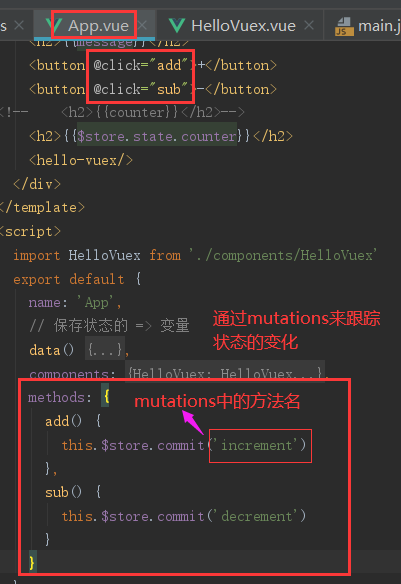 s × App.vue × HelloVuex.vue × main.j
<h2>{{message}}</h2>
<button @click="add">+</button>
<button @click="sub">-</button>
<!-- <h2>{{counter}}</h2>-->
<h2>{{$store.state.counter}}</h2>
<hello-vuex/>
</div>
</template>
<script>
import HelloVuex from './components/HelloVuex'
export default {
name: 'App',
// 保存状态的 => 变量
通过mutations来跟踪
状态的变化
data() {...},
components: {HelloVuex: HelloVuex...},
methods: {
mutations中的方法名
add() {
this.$store.commit('increment')
},
sub() {
this.$store.commit('decrement')
}
}